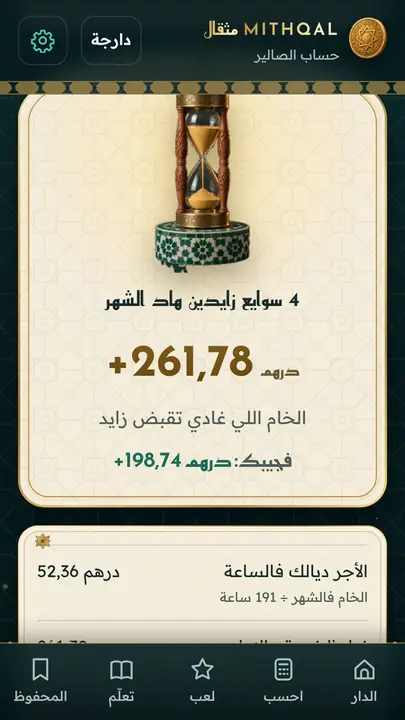 MITHQAL مثقال
حساب الصالير
دارجة
4 سوايع زايدين هاد الشهر
+261,78 درهم
الخام اللي غادي تقبض زايد
فجيبك: درهم 198,74+
الأجر ديالك فالساعة
درهم 52,36
الخام فالشهر ÷ 191 ساعة
الدار
احسب
لعب
تعلّم
المحفوظ